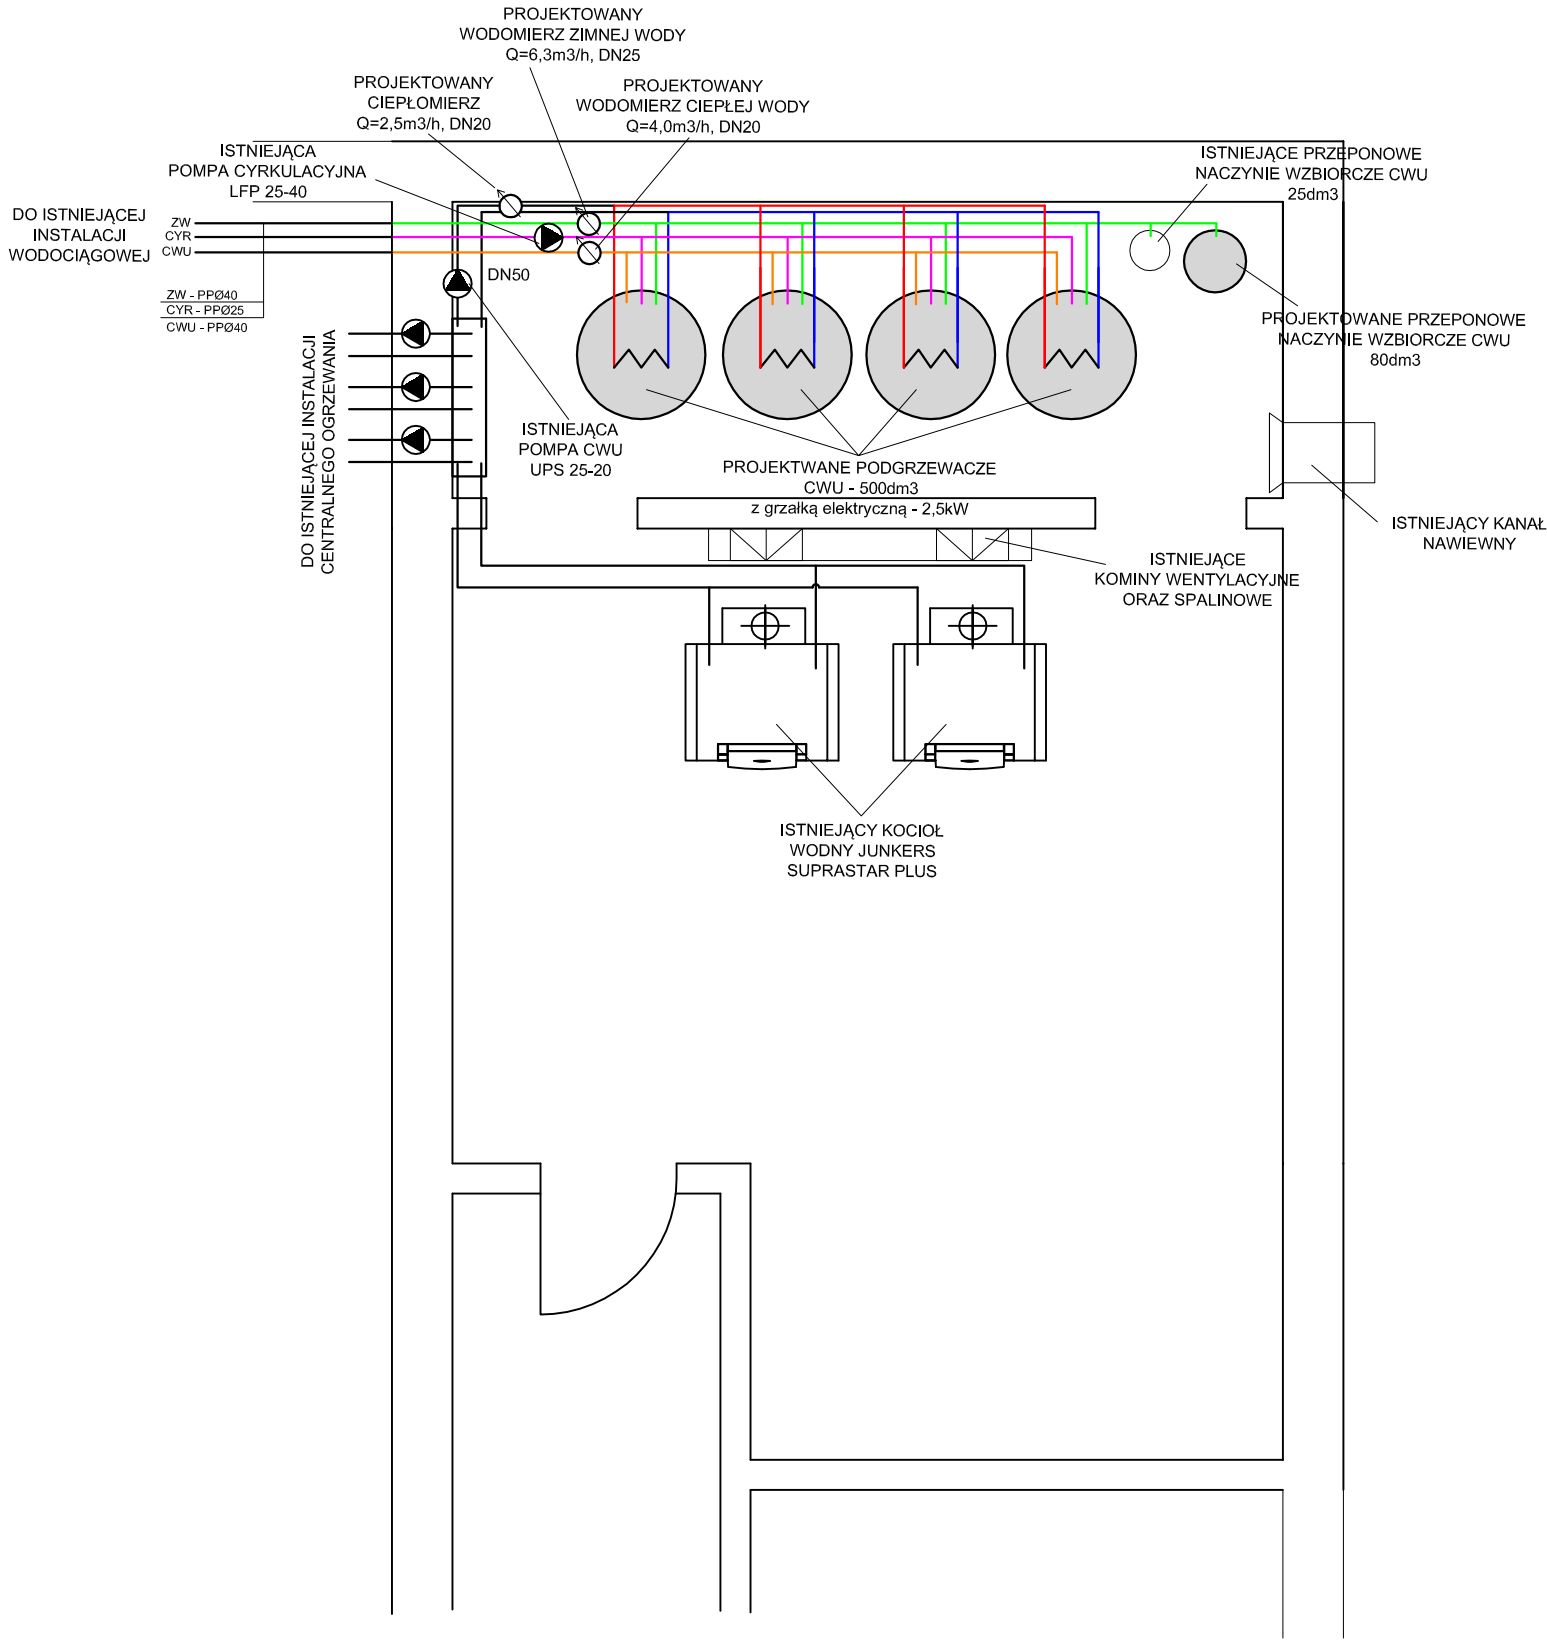 PROJEKTOWANY
WODOMIERZ ZIMNEJ WODY
Q=6,3m3/h, DN25
PROJEKTOWANY
CIEPŁOMIERZ
Q=2,5m3/h, DN20
PROJEKTOWANY
WODOMIERZ CIEPŁEJ WODY
Q=4,0m3/h, DN20
ISTNIEJĄCA
POMPA CYRKULACYJNA
LFP 25-40
ISTNIEJĄCE PRZEPONOWE
NACZYNIE WZBIORCZE CWU
25dm3
DO ISTNIEJĄCEJ
INSTALACJI
WODOCIĄGOWEJ
ZW
CYR
CWU
ZW - PPØ40
CYR - PPØ25
CWU - PPØ40
DN50
PROJEKTOWANE PRZEPONOWE
NACZYNIE WZBIORCZE CWU
80dm3
DO ISTNIEJĄCEJ INSTALACJI
CENTRALNEGO OGRZEWANIA
ISTNIEJĄCA
POMPA CWU
UPS 25-20
PROJEKTWANE PODGRZEWACZE
CWU - 500dm3
z grzałką elektryczną - 2,5kW
ISTNIEJĄCY KANAŁ
NAWIEWNY
ISTNIEJĄCE
KOMINY WENTYLACYJNE
ORAZ SPALINOWE
ISTNIEJĄCY KOCIOŁ
WODNY JUNKERS
SUPRASTAR PLUS